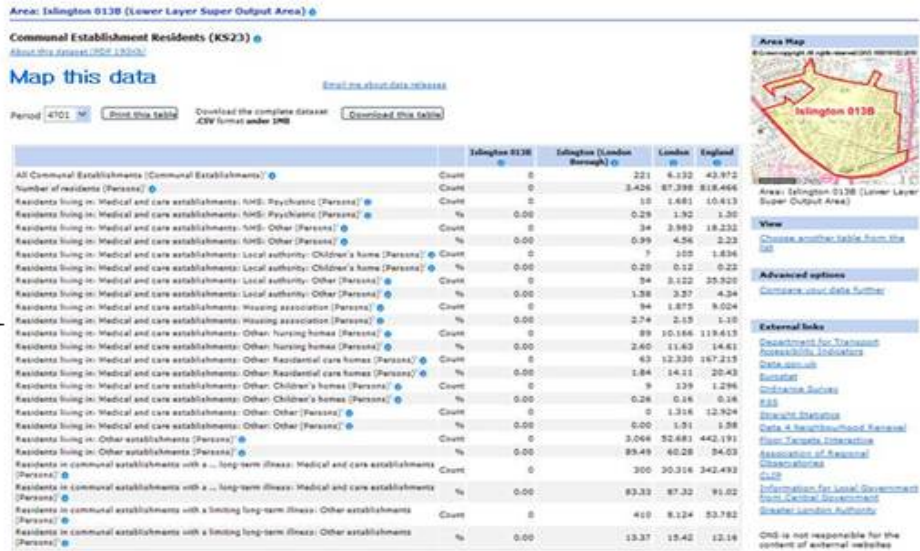 Area: Islington 013B (Lower Layer Super Output Area)
Communal Establishment Residents (KS23)
About this dataset (PDF 193Kb)
Map this data
Email me about data releases
Period 4701 Print this table Download the complete dataset .CSV format under 1MB Download this table
Islington 013B Islington (London Borough) London England
All Communal Establishments (Communal Establishments)¹ Count 0 221 6,132 43,972
Number of residents (Persons)¹ Count 0 3,426 87,398 818,466
Residents living in: Medical and care establishments: NHS: Psychiatric (Persons)¹ Count 0 10 1,681 10,613
Residents living in: Medical and care establishments: NHS: Psychiatric (Persons)¹ % 0.00 0.29 1.92 1.30
Residents living in: Medical and care establishments: NHS: Other (Persons)¹ Count 0 34 3,983 18,232
Residents living in: Medical and care establishments: NHS: Other (Persons)¹ % 0.00 0.99 4.56 2.23
Residents living in: Medical and care establishments: Local authority: Children's home (Persons)¹ Count 0 7 105 1,836
Residents living in: Medical and care establishments: Local authority: Children's home (Persons)¹ % 0.00 0.20 0.12 0.22
Residents living in: Medical and care establishments: Local authority: Other (Persons)¹ Count 0 54 3,122 35,520
Residents living in: Medical and care establishments: Local authority: Other (Persons)¹ % 0.00 1.58 3.57 4.34
Residents living in: Medical and care establishments: Housing association (Persons)¹ Count 0 94 1,875 9,024
Residents living in: Medical and care establishments: Housing association (Persons)¹ % 0.00 2.74 2.15 1.10
Residents living in: Medical and care establishments: Other: Nursing homes (Persons)¹ Count 0 89 10,166 119,613
Residents living in: Medical and care establishments: Other: Nursing homes (Persons)¹ % 0.00 2.60 11.63 14.61
Residents living in: Medical and care establishments: Other: Residential care homes (Persons)¹ Count 0 63 12,330 167,215
Residents living in: Medical and care establishments: Other: Residential care homes (Persons)¹ % 0.00 1.84 14.11 20.43
Residents living in: Medical and care establishments: Other: Children's homes (Persons)¹ Count 0 9 139 1,296
Residents living in: Medical and care establishments: Other: Children's homes (Persons)¹ % 0.00 0.26 0.16 0.16
Residents living in: Medical and care establishments: Other: Other (Persons)¹ Count 0 0 1,316 12,924
Residents living in: Medical and care establishments: Other: Other (Persons)¹ % 0.00 0.00 1.51 1.58
Residents living in: Other establishments (Persons)¹ Count 0 3,066 52,681 442,191
Residents living in: Other establishments (Persons)¹ % 0.00 89.49 60.28 54.03
Residents in communal establishments with a ... long-term illness: Medical and care establishments (Persons)¹ Count 0 300 30,316 342,492
Residents in communal establishments with a ... long-term illness: Medical and care establishments (Persons)¹ % 0.00 83.33 87.32 91.02
Residents in communal establishments with a limiting long-term illness: Other establishments (Persons)¹ Count 0 410 8,124 53,782
Residents in communal establishments with a limiting long-term illness: Other establishments (Persons)¹ % 0.00 13.37 15.42 12.16
Area Map
Islington 013B
Area: Islington 013B (Lower Layer Super Output Area)
View
Choose another table from the list
Advanced options
Compare your data further
External links
Department for Transport Accessibility Indicators
Data.gov.uk
Eurostat
Ordnance Survey
RSS
Straight Statistics
Data 4 Neighbourhood Renewal
Floor Targets Interactive
Association of Regional Observatories
CLIP
Information for Local Government from Central Government
Greater London Authority
ONS is not responsible for the content of external websites